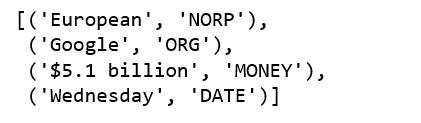 [('European', 'NORP'),
('Google', 'ORG'),
('$5.1 billion', 'MONEY'),
('Wednesday', 'DATE')]